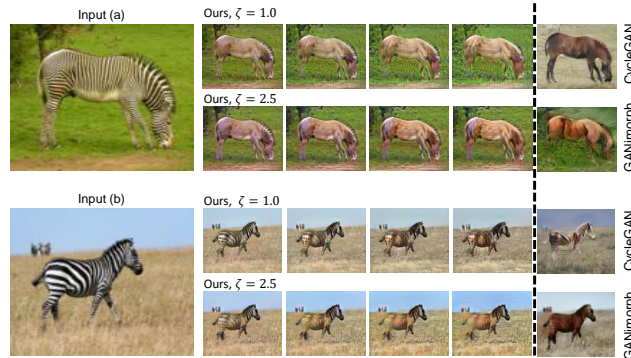 Input (a)
Ours, ζ = 1.0
CycleGAN
Ours, ζ = 2.5
GANimorph
Input (b)
Ours, ζ = 1.0
CycleGAN
Ours, ζ = 2.5
GANimorph